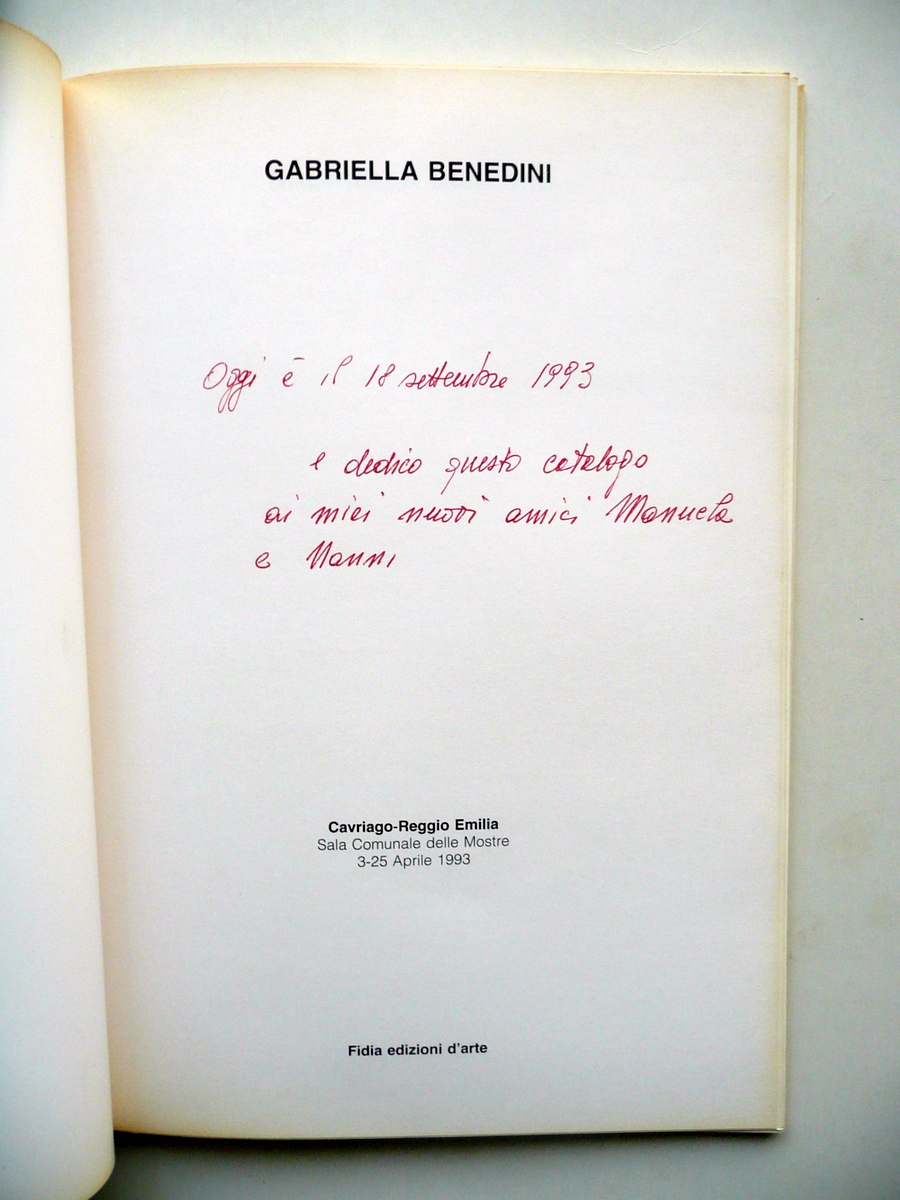 GABRIELLA BENEDINI
Oggi è il 18 settembre 1993
e dedico questo catalogo
ai miei nuovi amici Manuela
e Nanni
Cavriago-Reggio Emilia
Sala Comunale delle Mostre
3-25 Aprile 1993
Fidia edizioni d'arte